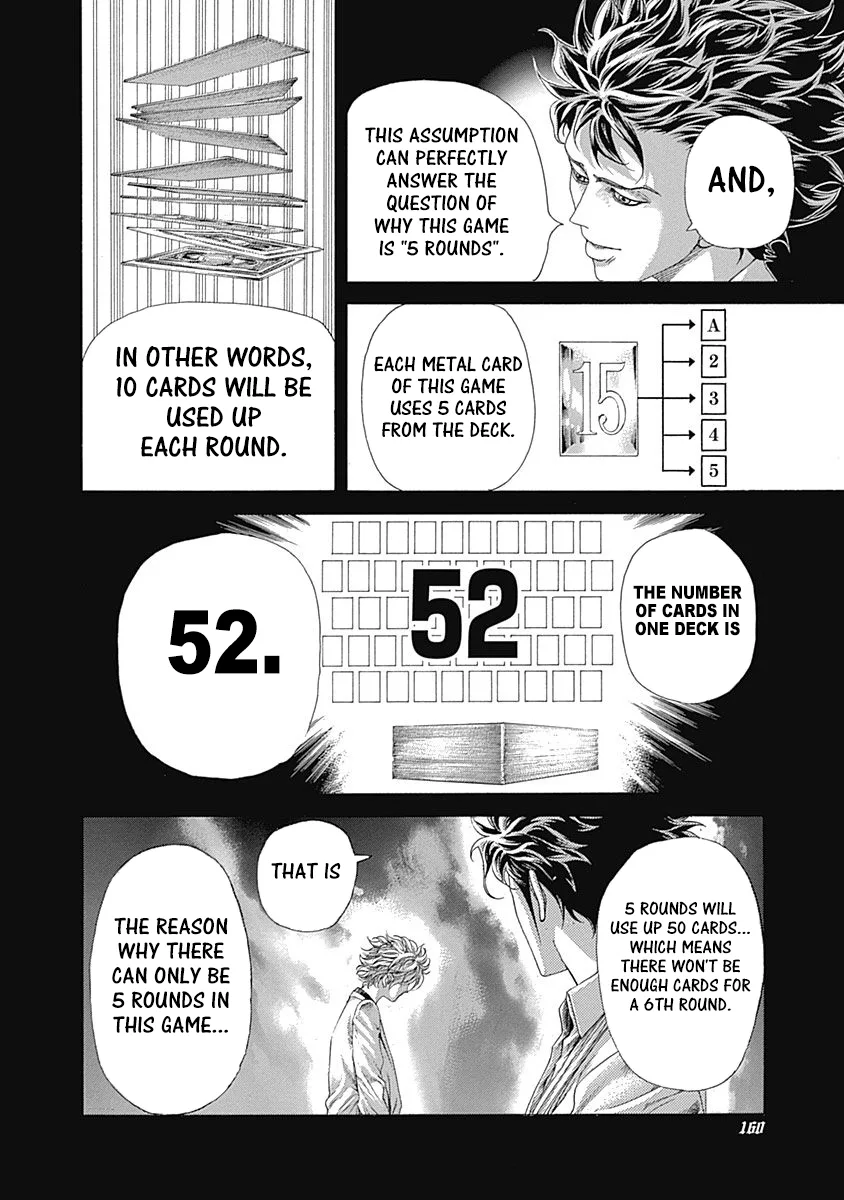 AND,
THIS ASSUMPTION
CAN PERFECTLY
ANSWER THE
QUESTION OF
WHY THIS GAME
IS "5 ROUNDS".
EACH METAL CARD
OF THIS GAME
USES 5 CARDS
FROM THE DECK.
15
A
2
3
4
5
IN OTHER WORDS,
10 CARDS WILL BE
USED UP
EACH ROUND.
THE NUMBER
OF CARDS IN
ONE DECK IS
52
52.
5 ROUNDS WILL
USE UP 50 CARDS...
WHICH MEANS
THERE WON'T BE
ENOUGH CARDS FOR
A 6TH ROUND.
THAT IS
THE REASON
WHY THERE
CAN ONLY BE
5 ROUNDS IN
THIS GAME...
160